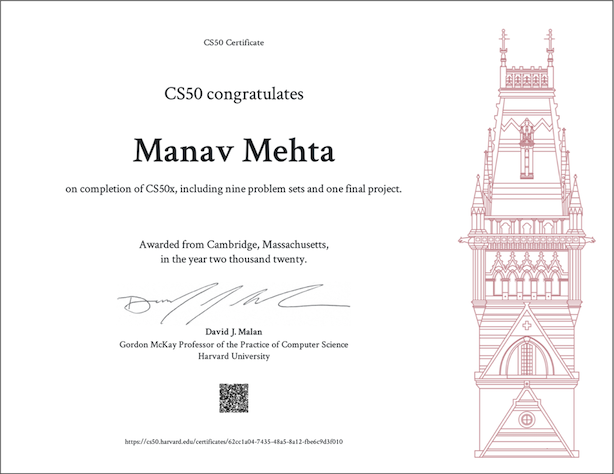 CS50 Certificate
CS50 congratulates
Manav Mehta
on completion of CS50x, including nine problem sets and one final project.
Awarded from Cambridge, Massachusetts,
in the year two thousand twenty.
David J. Malan
Gordon McKay Professor of the Practice of Computer Science
Harvard University
https://cs50.harvard.edu/certificates/62cc1a04-7435-48a5-8a12-fbe6c9d3f010